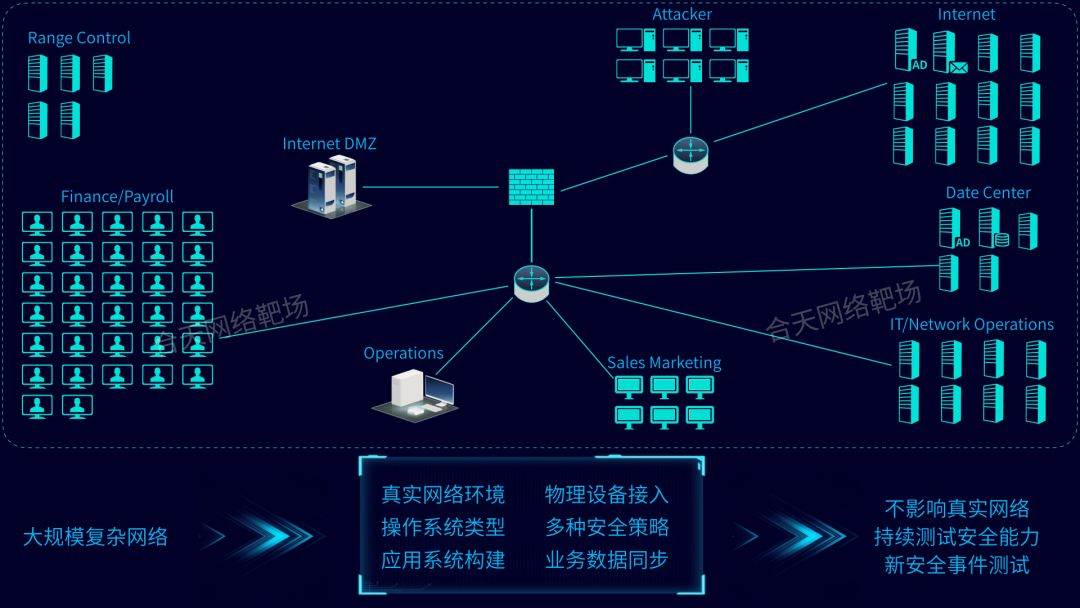 Range Control
Attacker
Internet
AD
Internet DMZ
Finance/Payroll
Date Center
AD
合天网络靶场
合天网络靶场
IT/Network Operations
Operations
Sales Marketing
大规模复杂网络
真实网络环境
物理设备接入
操作系统类型
多种安全策略
应用系统构建
业务数据同步
不影响真实网络
持续测试安全能力
新安全事件测试